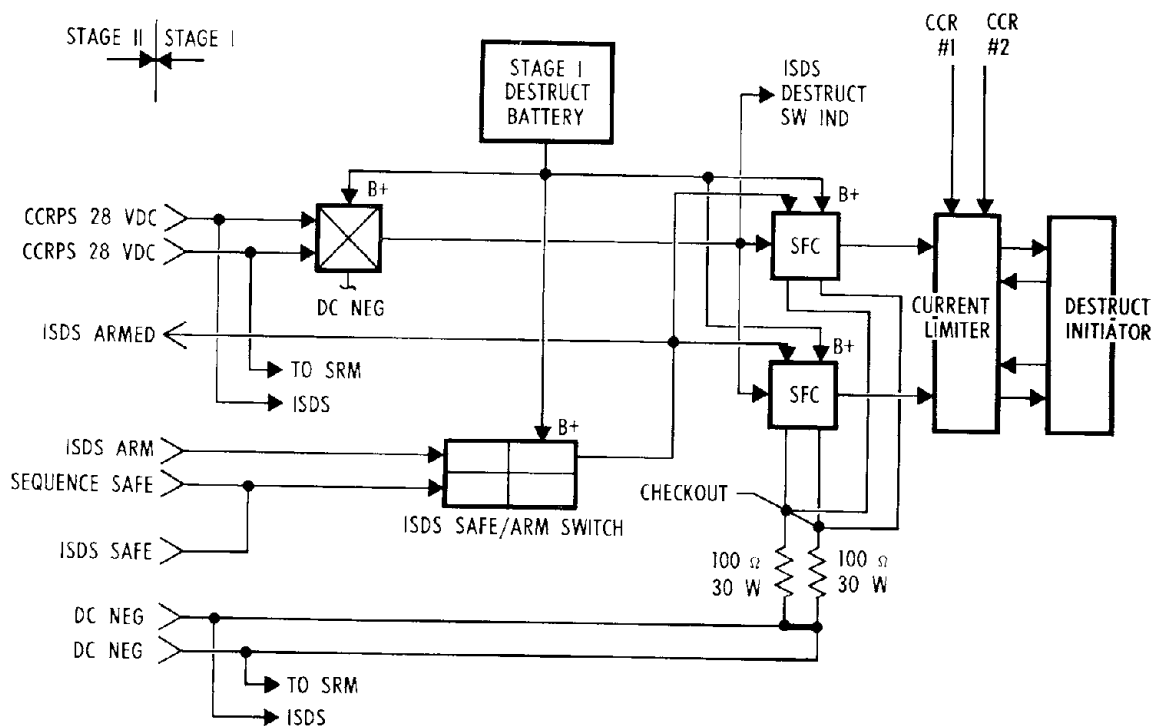 STAGE II STAGE I
STAGE I
DESTRUCT
BATTERY
ISDS
DESTRUCT
SW IND
CCR
#1
CCR
#2
B+
B+
CCRPS 28 VDC
CCRPS 28 VDC
DC NEG
SFC
CURRENT
LIMITER
DESTRUCT
INITIATOR
ISDS ARMED
B+
TO SRM
ISDS
SFC
B+
ISDS ARM
SEQUENCE SAFE
ISDS SAFE/ARM SWITCH
CHECKOUT
ISDS SAFE
100 Ω
30 W
100 Ω
30 W
DC NEG
DC NEG
TO SRM
ISDS